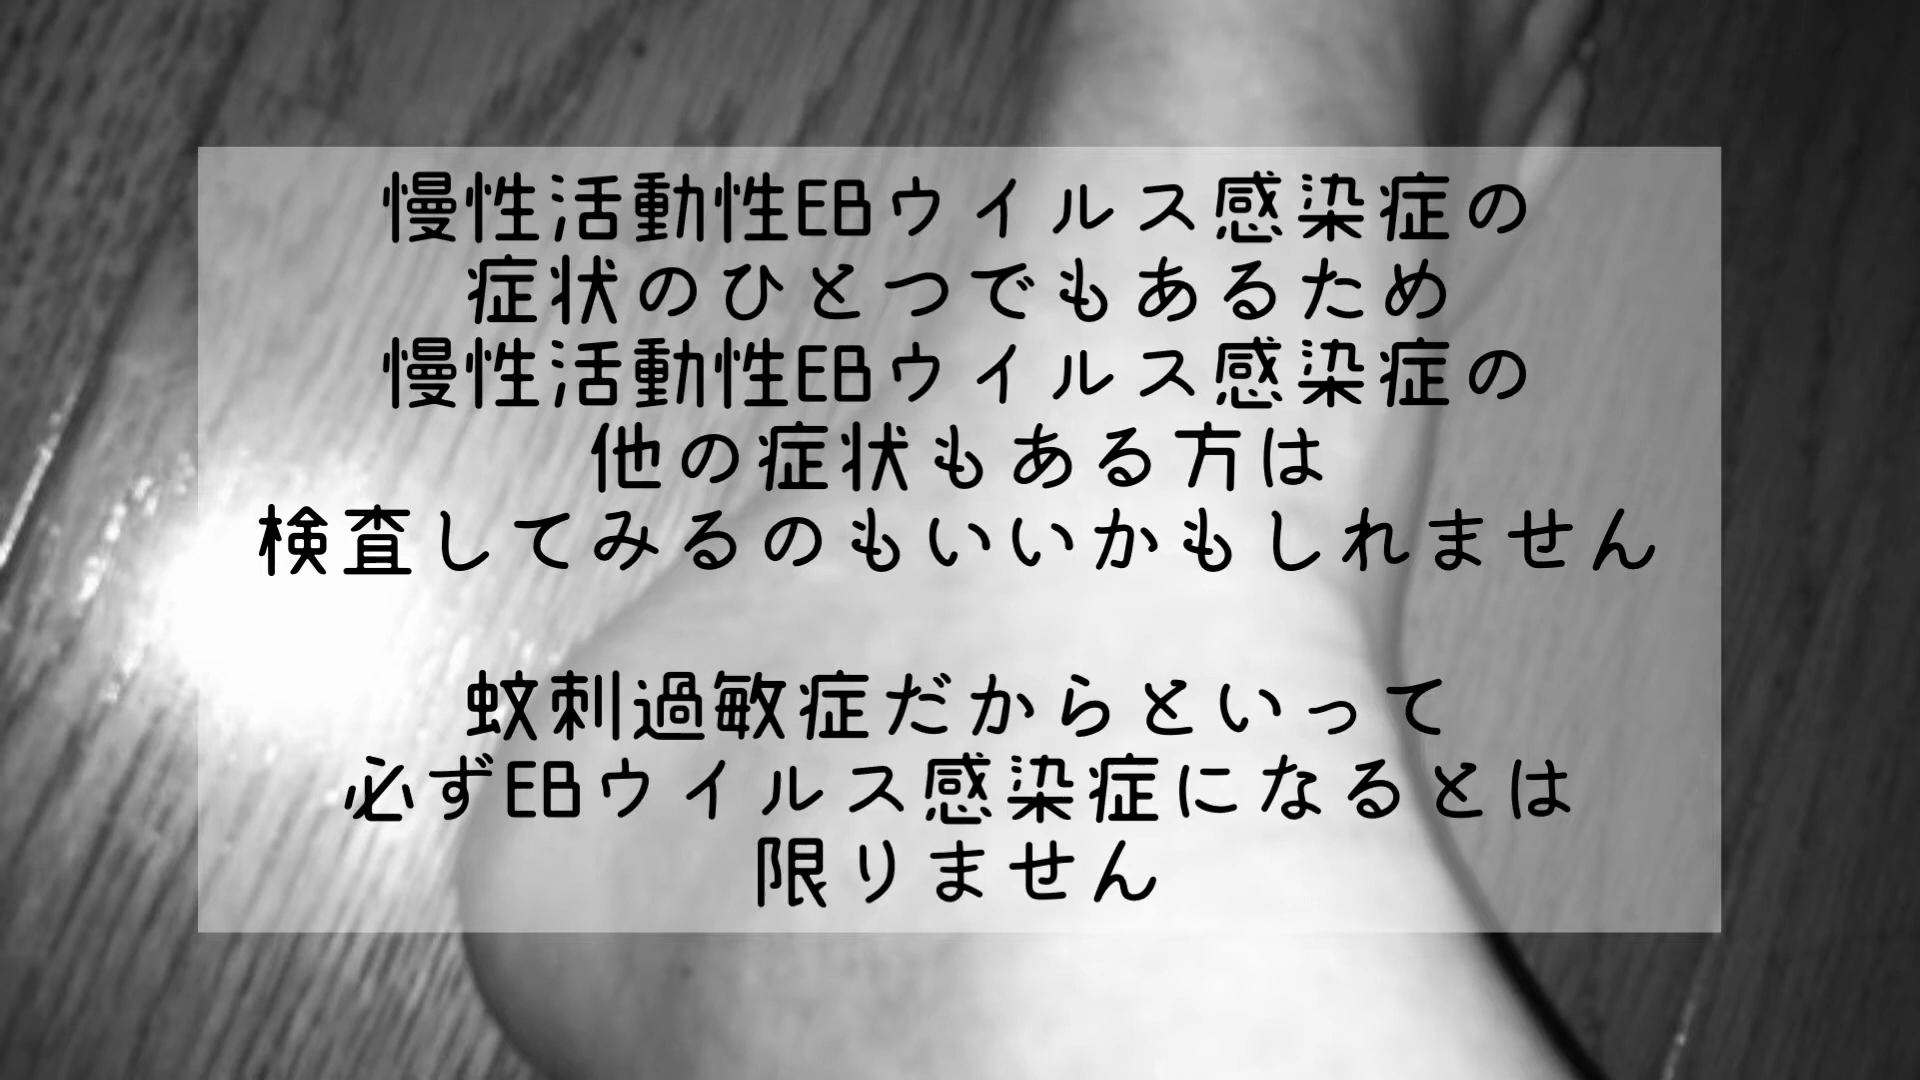 慢性活動性EBウイルス感染症の
症状のひとつでもあるため
慢性活動性EBウイルス感染症の
他の症状もある方は
検査してみるのもいいかもしれません
蚊刺過敏症だからといって
必ずEBウイルス感染症になるとは
限りません